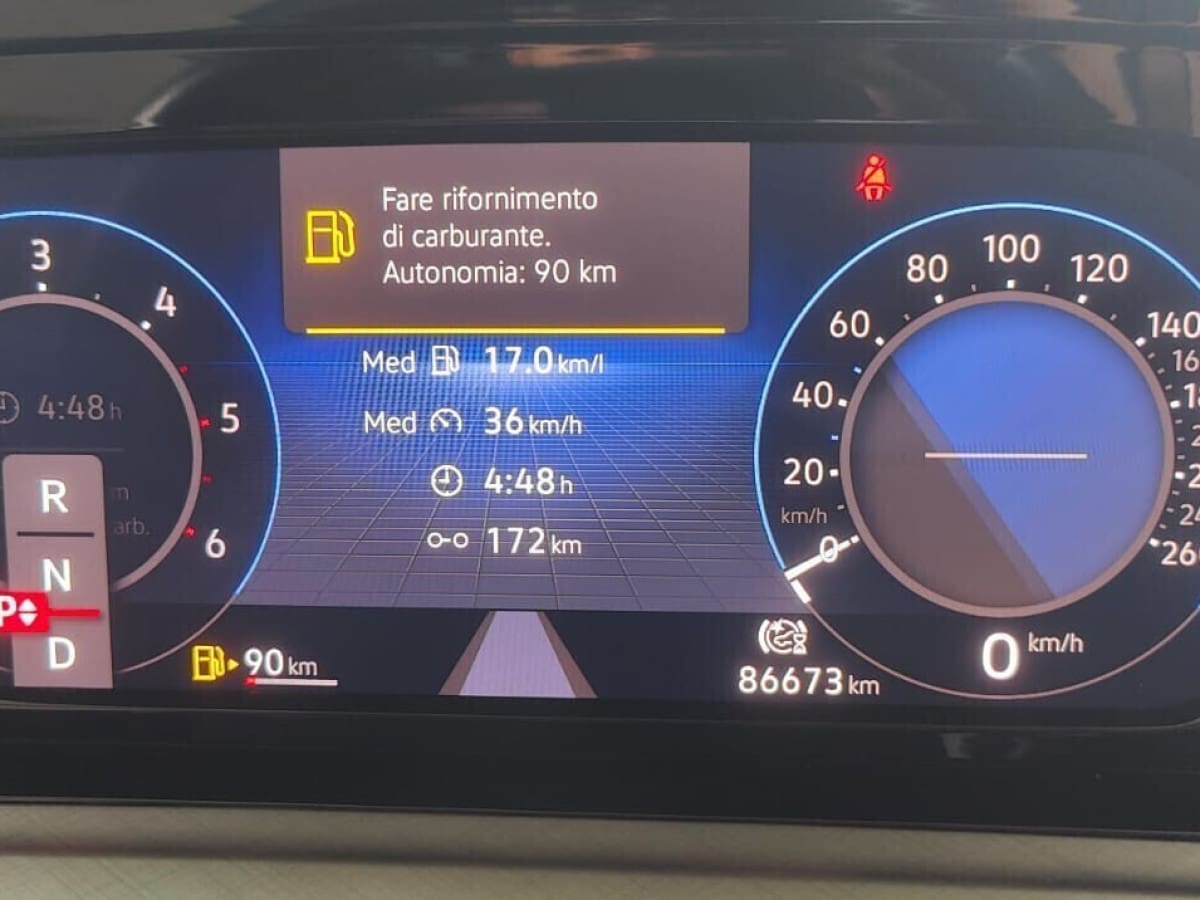 Fare rifornimento
di carburante.
Autonomia: 90 km
Med 17.0 km/l
Med 36 km/h
4:48 h
172 km
3
4
5
6
4:48 h
m
arb.
R
N
P
D
90 km
86673 km
0
20
40
60
80
100
120
140
km/h
0 km/h